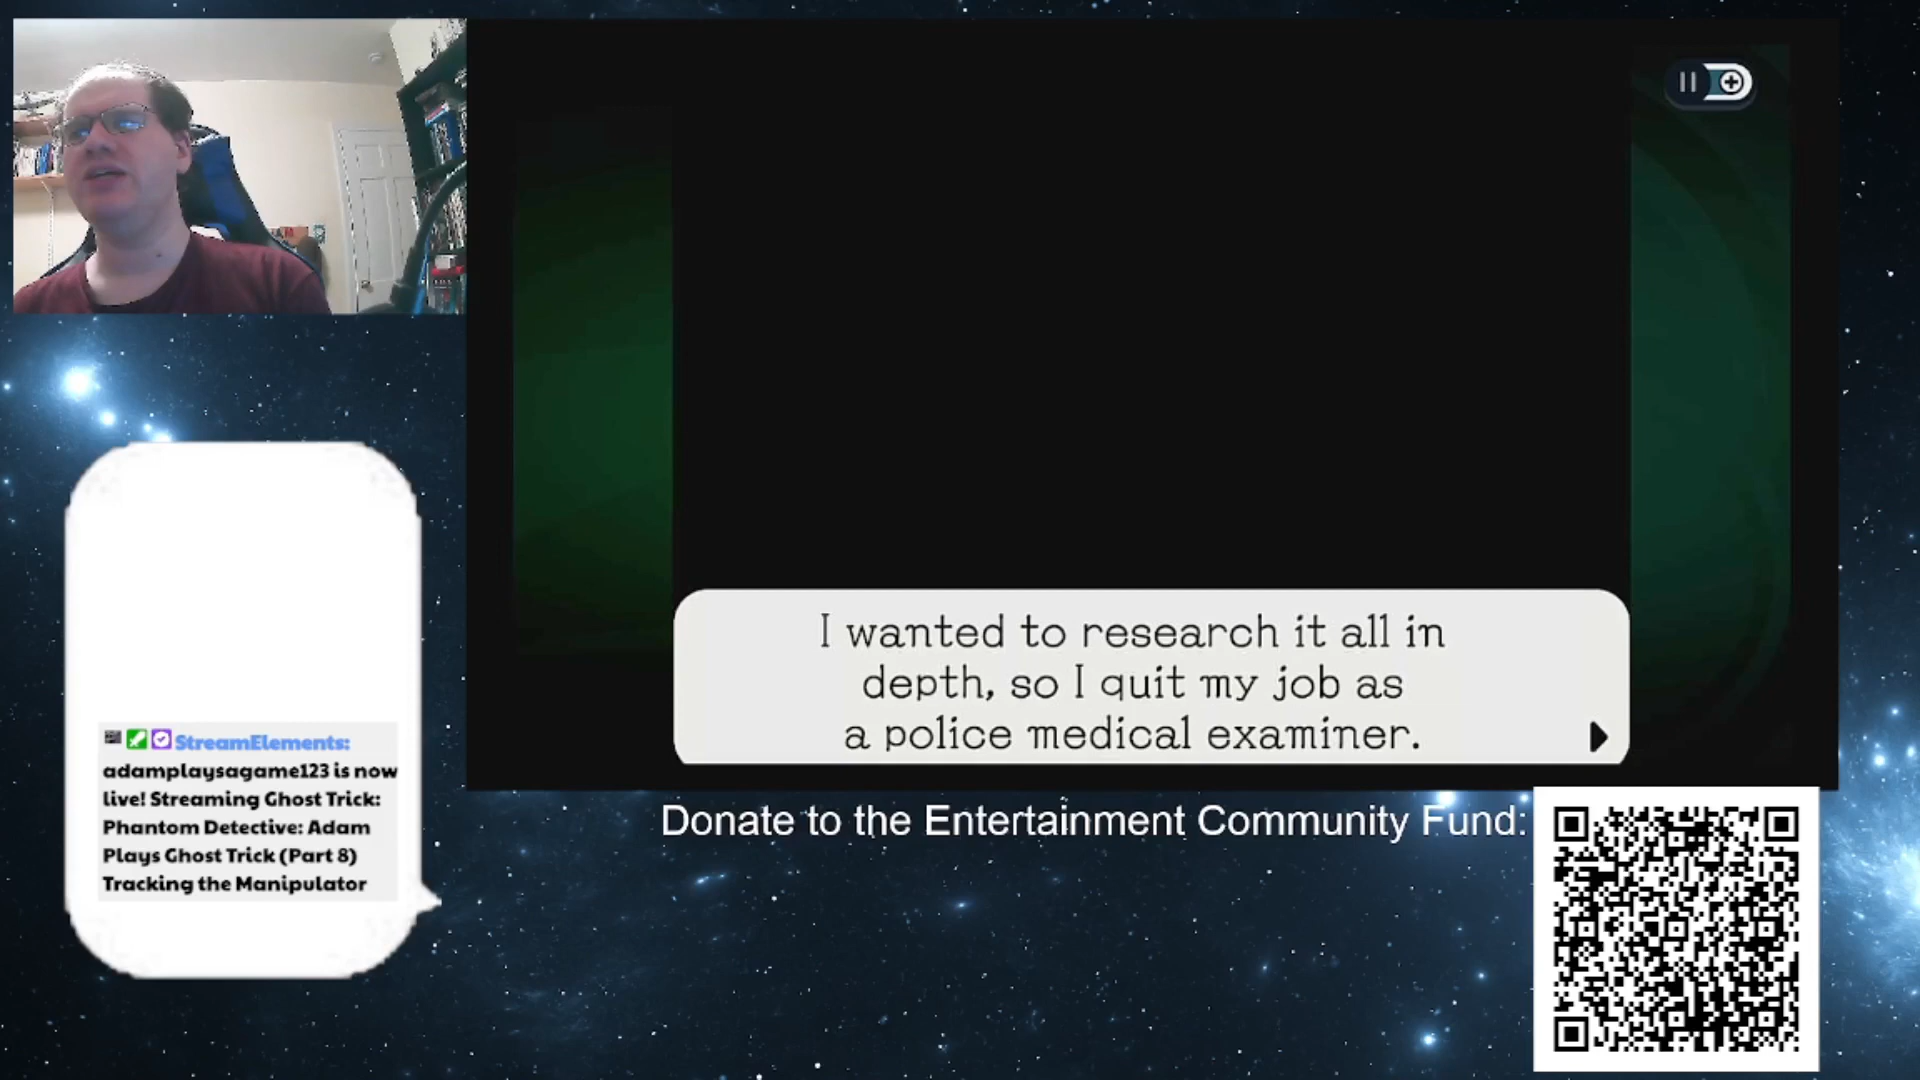 I wanted to research it all in
depth, so I quit my job as
a police medical examiner.
StreamElements:
adamplaysagame123 is now
live! Streaming Ghost Trick:
Phantom Detective: Adam
Plays Ghost Trick (Part 8)
Tracking the Manipulator
Donate to the Entertainment Community Fund: